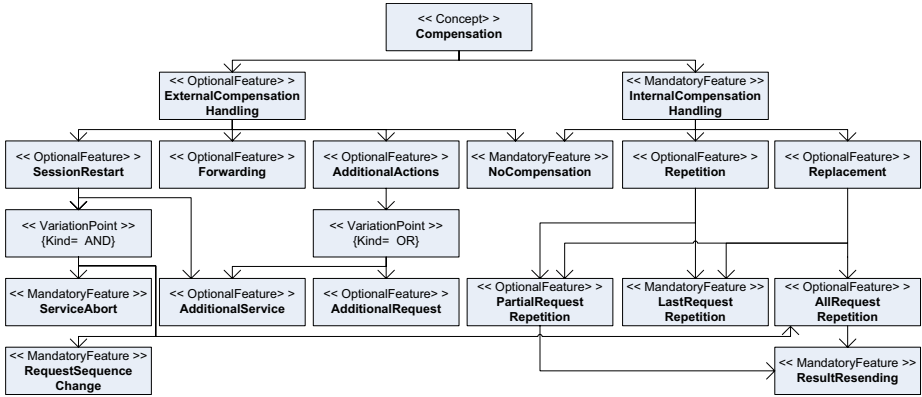 << Concept> >
Compensation
<< OptionalFeature> >
ExternalCompensation
Handling
<< MandatoryFeature >>
InternalCompensation
Handling
<< OptionalFeature> >
SessionRestart
<< OptionalFeature> >
Forwarding
<< OptionalFeature> >
AdditionalActions
<< MandatoryFeature >>
NoCompensation
<< OptionalFeature> >
Repetition
<< OptionalFeature> >
Replacement
<< VariationPoint >>
{Kind= AND}
<< VariationPoint >>
{Kind= OR}
<< MandatoryFeature >>
ServiceAbort
<< OptionalFeature> >
AdditionalService
<< OptionalFeature> >
AdditionalRequest
<< OptionalFeature> >
PartialRequest
Repetition
<< MandatoryFeature >>
LastRequest
Repetition
<< OptionalFeature> >
AllRequest
Repetition
<< MandatoryFeature >>
RequestSequence
Change
<< MandatoryFeature >>
ResultResending